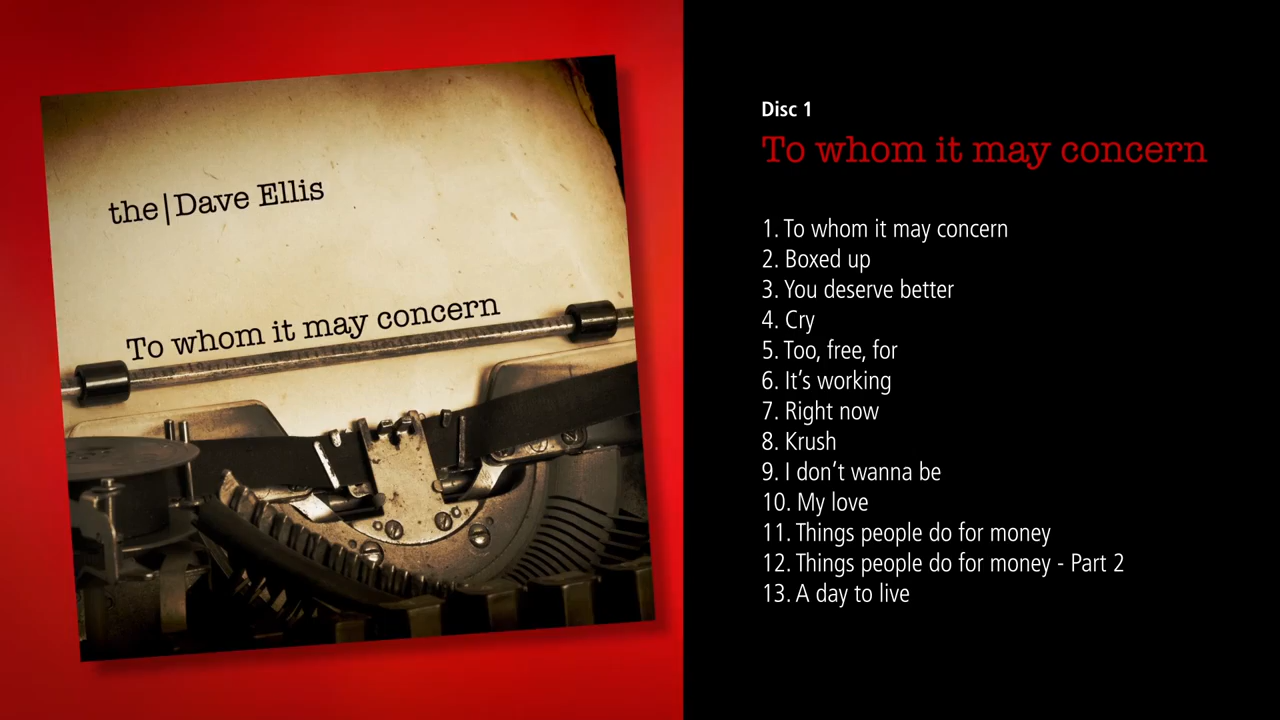 the|Dave Ellis
To whom it may concern
Disc 1
To whom it may concern
1. To whom it may concern
2. Boxed up
3. You deserve better
4. Cry
5. Too, free, for
6. It’s working
7. Right now
8. Krush
9. I don’t wanna be
10. My love
11. Things people do for money
12. Things people do for money - Part 2
13. A day to live